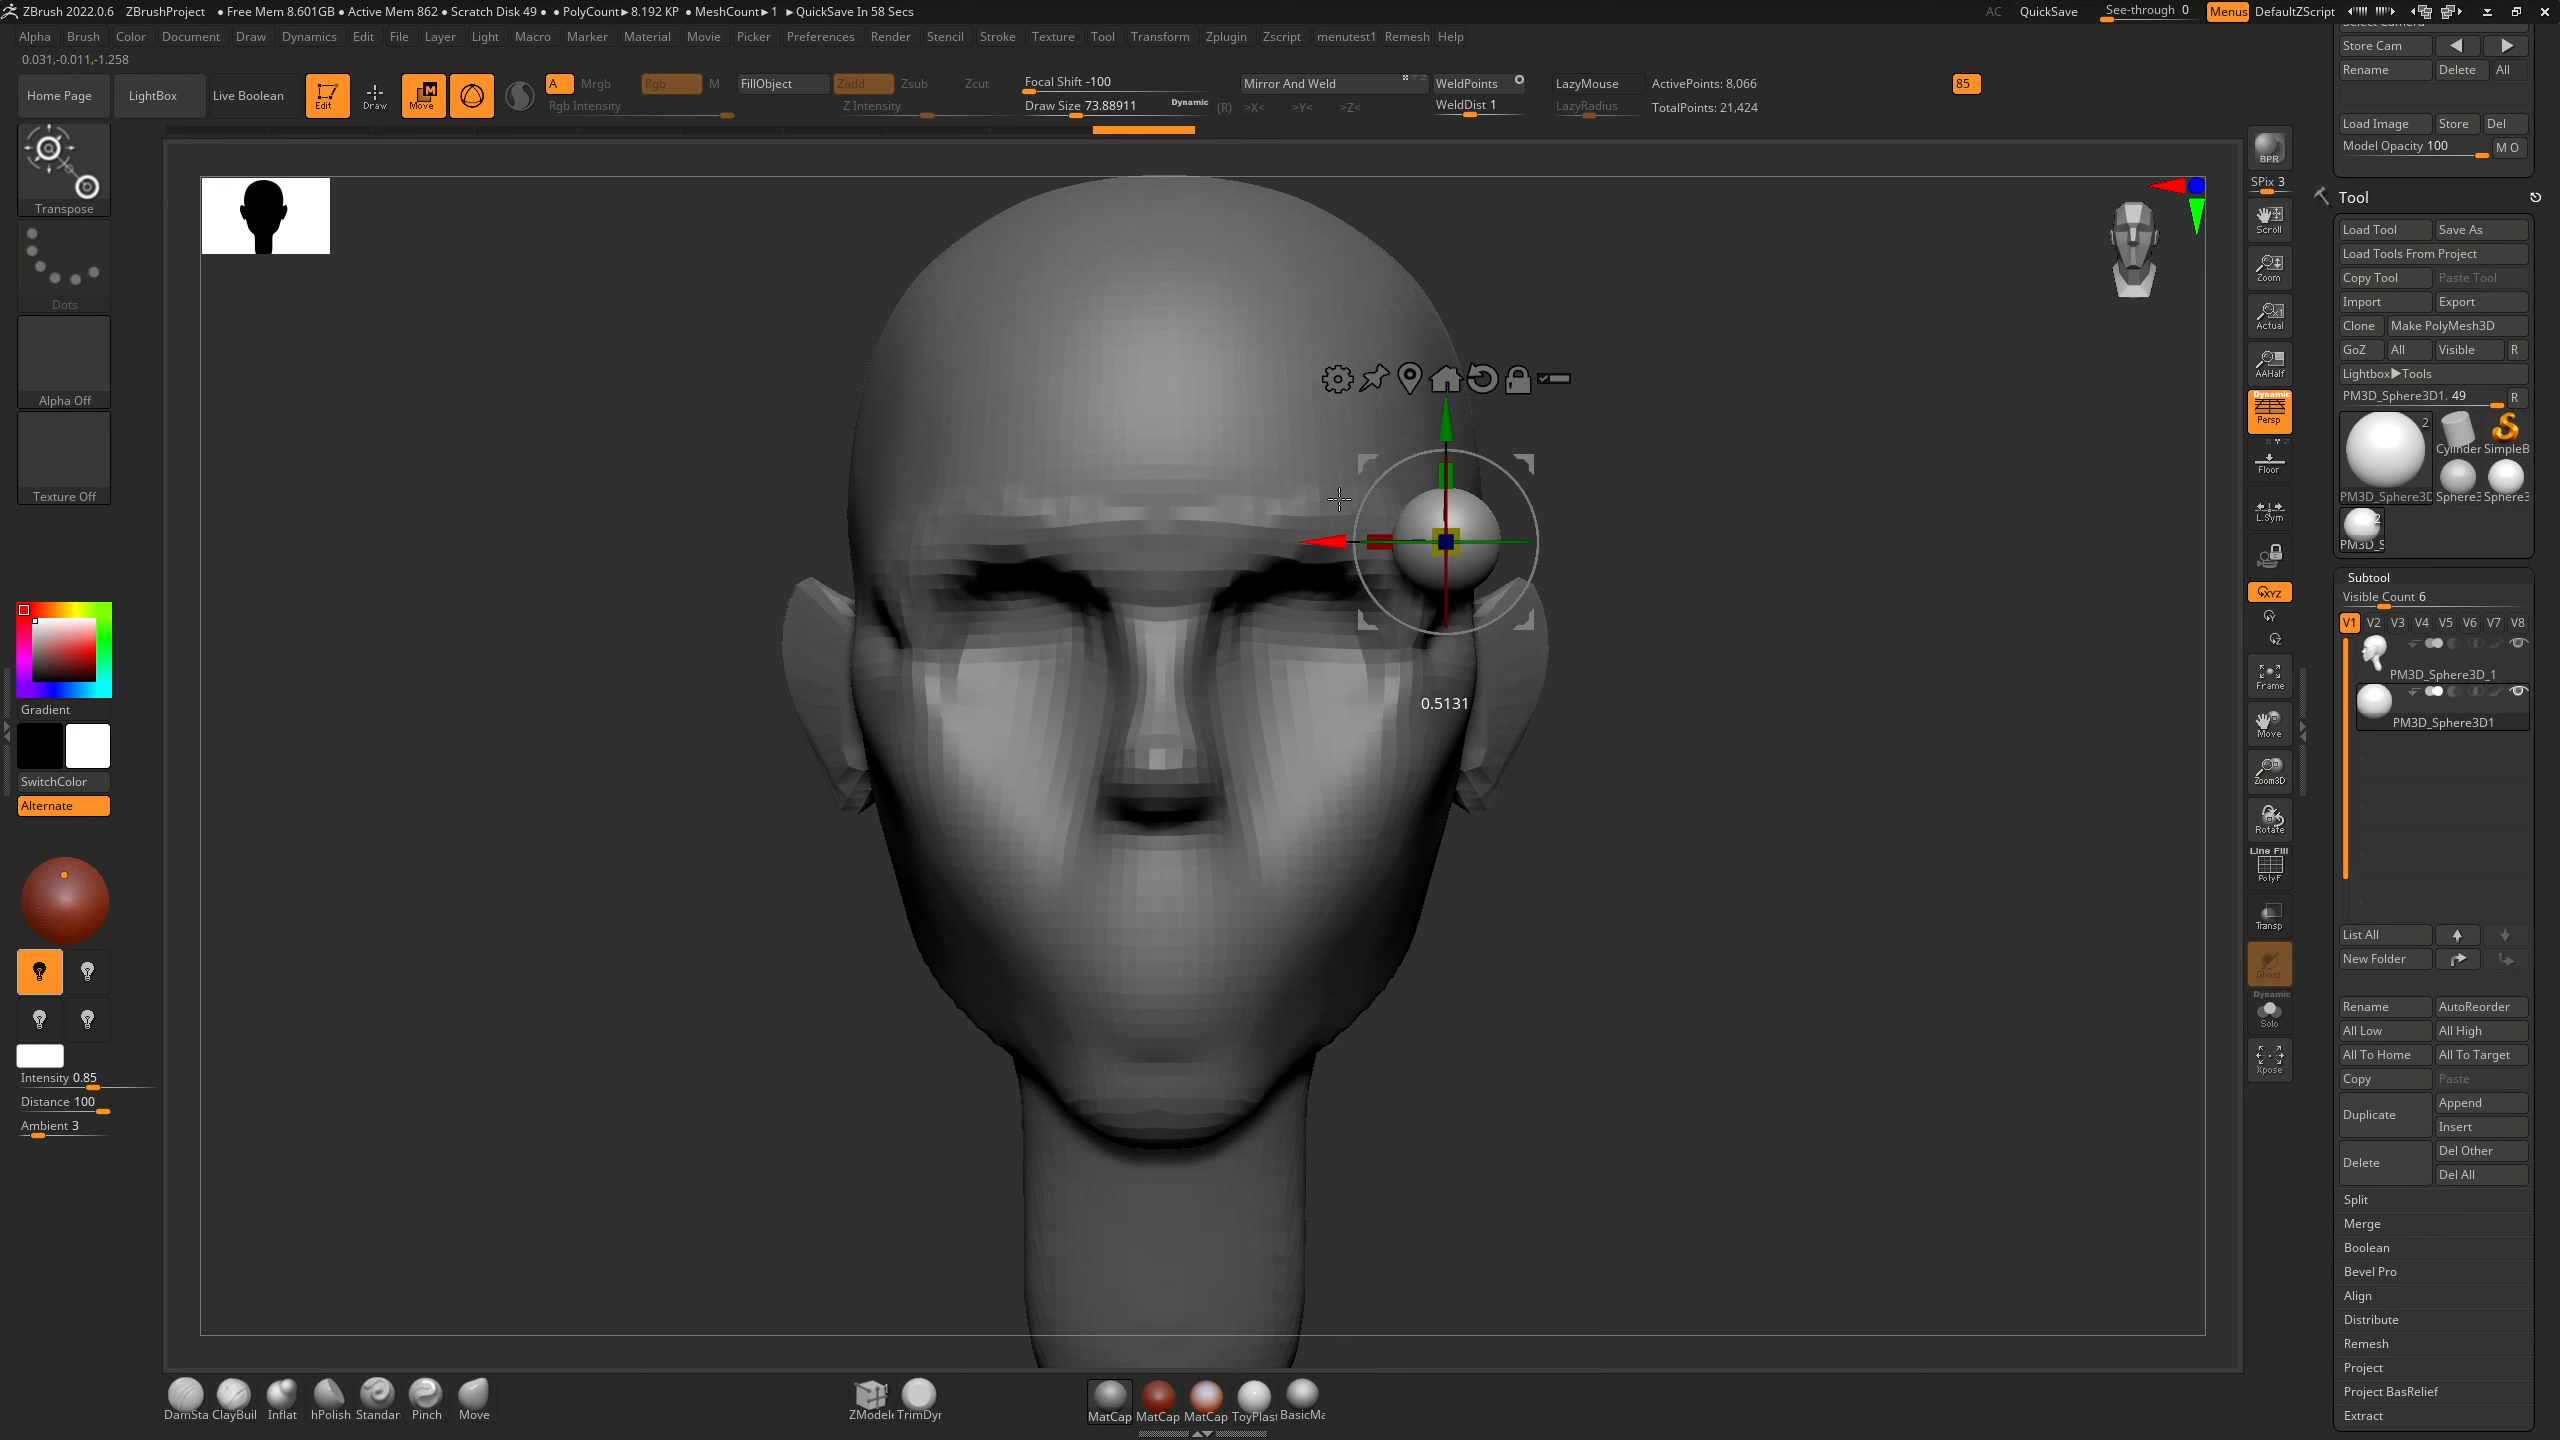 ZBrush 2022.0.6 ZBrushProject ● Free Mem 8.601GB ● Active Mem 862 ● Scratch Disk 49 ● ● PolyCount►8.192 KP ● MeshCount►1 ►QuickSave In 58 Secs AC QuickSave See-through 0 Menus DefaultZScript
Alpha Brush Color Document Draw Dynamics Edit File Layer Light Macro Marker Material Movie Picker Preferences Render Stencil Stroke Texture Tool Transform Zplugin Zscript menutest1 Remesh Help
0.031,-0.011,-1.258
Home Page LightBox Live Boolean Edit Draw Move
A Mrgb Rgb M FillObject Zadd Zsub Zcut Focal Shift -100 Mirror And Weld WeldPoints LazyMouse ActivePoints: 8,066 85
Rgb Intensity Z Intensity Draw Size 73.88911 Dynamic (R) >X< >Y< >Z< WeldDist 1 LazyRadius TotalPoints: 21,424
Transpose
Dots
Alpha Off
Texture Off
Gradient
SwitchColor
Alternate
Intensity 0.85
Distance 100
Ambient 3
0.5131
DamSta ClayBuil Inflat hPolish Standar Pinch Move ZModele TrimDyr MatCap MatCap MatCap ToyPlast BasicMa
BPR
SPix 3
Scroll
Zoom
Actual
AAHalf
Dynamic
Persp
Floor
L.Sym
XYZ
Y
Z
Frame
Move
Zoom3D
Rotate
Line Fill
PolyF
Transp
Ghost
Dynamic
Solo
Xpose
Store Cam
Rename Delete All
Load Image Store Del
Model Opacity 100 M O
Tool
Load Tool Save As
Load Tools From Project
Copy Tool Paste Tool
Import Export
Clone Make PolyMesh3D
GoZ All Visible R
Lightbox►Tools
PM3D_Sphere3D1. 49 R
2
Cylinder SimpleB
PM3D_Sphere3D Sphere3 Sphere3
2
PM3D_S
Subtool
Visible Count 6
V1 V2 V3 V4 V5 V6 V7 V8
PM3D_Sphere3D_1
PM3D_Sphere3D1
List All
New Folder
Rename AutoReorder
All Low All High
All To Home All To Target
Copy Paste
Duplicate Append
Insert
Delete Del Other
Del All
Split
Merge
Boolean
Bevel Pro
Align
Distribute
Remesh
Project
Project BasRelief
Extract